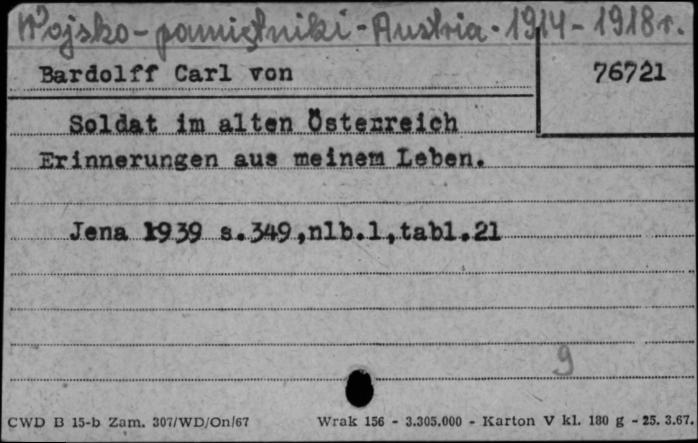 Wojsko - pamiętniki - Austria - 1914 - 1918 r.
Bardolff Carl von
76721
Soldat im alten Österreich
Erinnerungen aus meinem Leben.
Jena 1939 s.349,nlb.1,tabl.21
9
CWD B 15-b Zam. 307/WD/On/67 Wrak 156 - 3.305.000 - Karton V kl. 180 g - 25. 3.67.